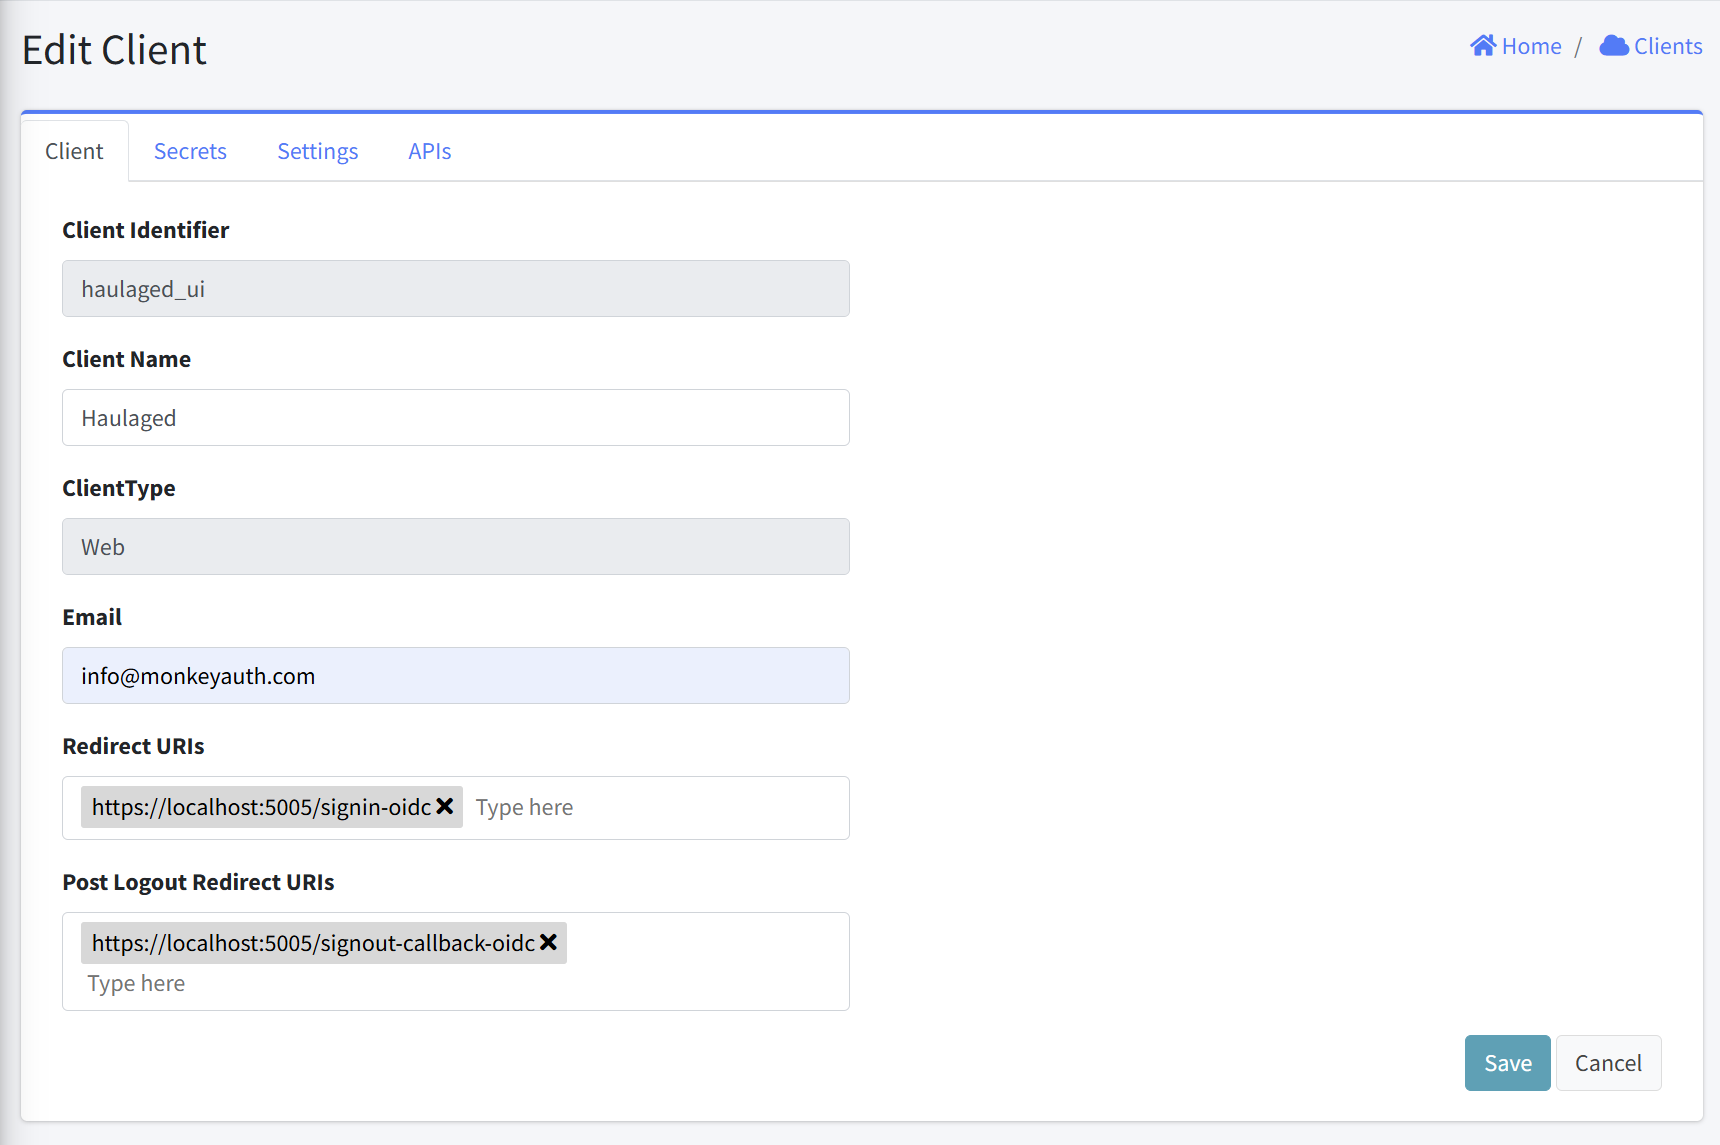 Edit Client
Home / Clients
Client Secrets Settings APIs
Client Identifier
haulaged_ui
Client Name
Haulaged
ClientType
Web
Email
info@monkeyauth.com
Redirect URIs
https://localhost:5005/signin-oidc Type here
Post Logout Redirect URIs
https://localhost:5005/signout-callback-oidc
Type here
Save Cancel